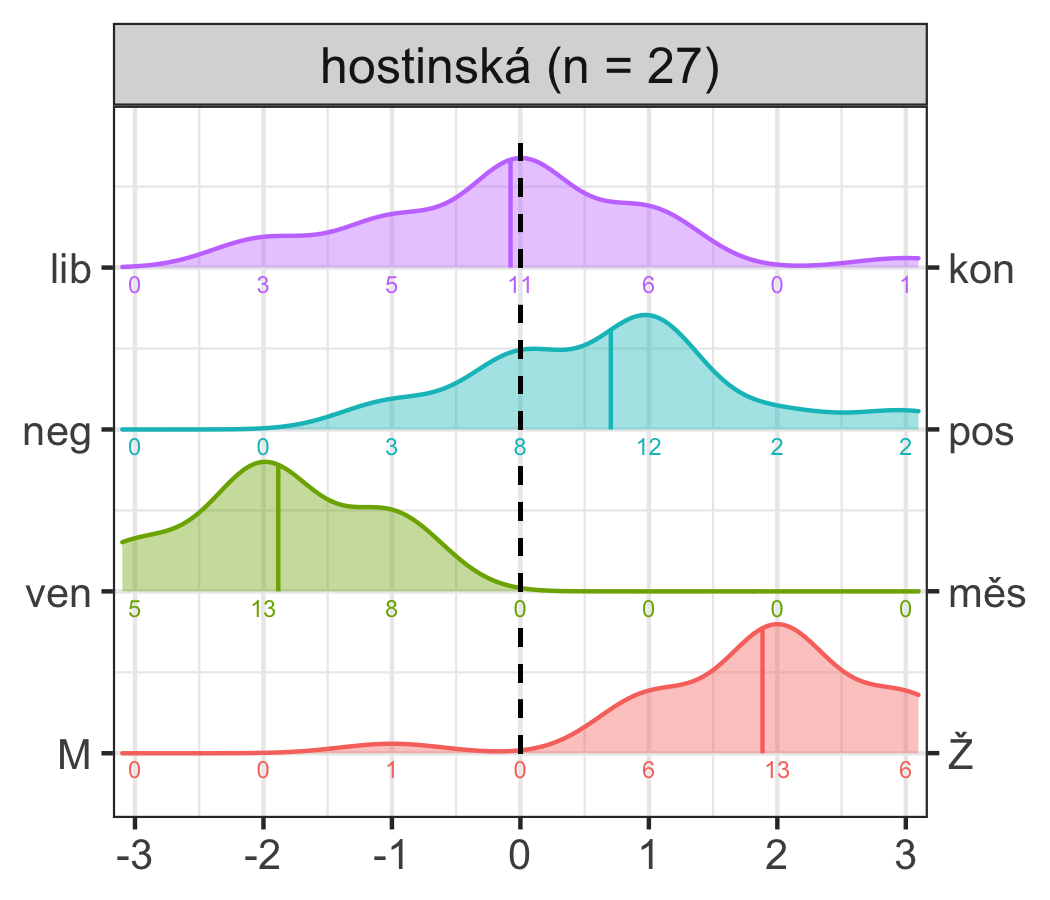 hostinská (n = 27)
lib kon
0 3 5 11 6 0 1
neg pos
0 0 3 8 12 2 2
ven měs
5 13 8 0 0 0 0
M Ž
0 0 1 0 6 13 6
-3 -2 -1 0 1 2 3